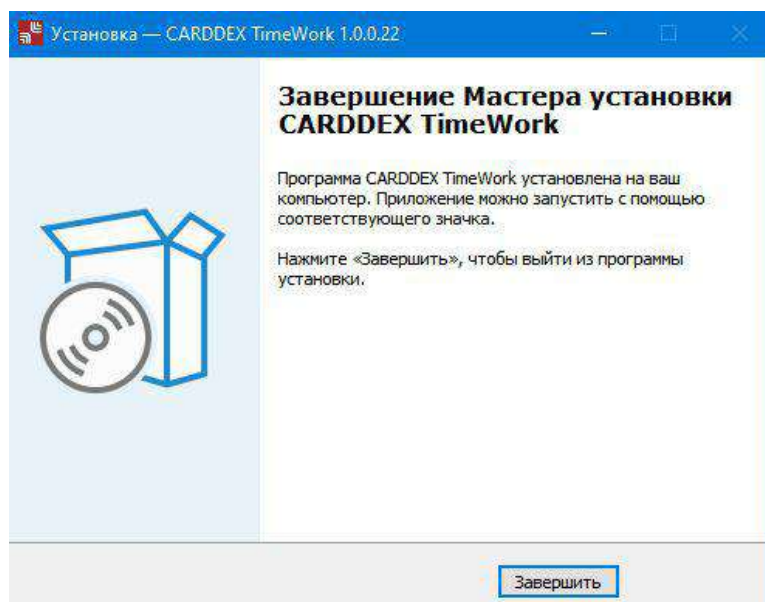 Установка — CARDDEX TimeWork 1.0.0.22
Завершение Мастера установки
CARDDEX TimeWork
Программа CARDDEX TimeWork установлена на ваш
компьютер. Приложение можно запустить с помощью
соответствующего значка.
Нажмите «Завершить», чтобы выйти из программы
установки.
Завершить